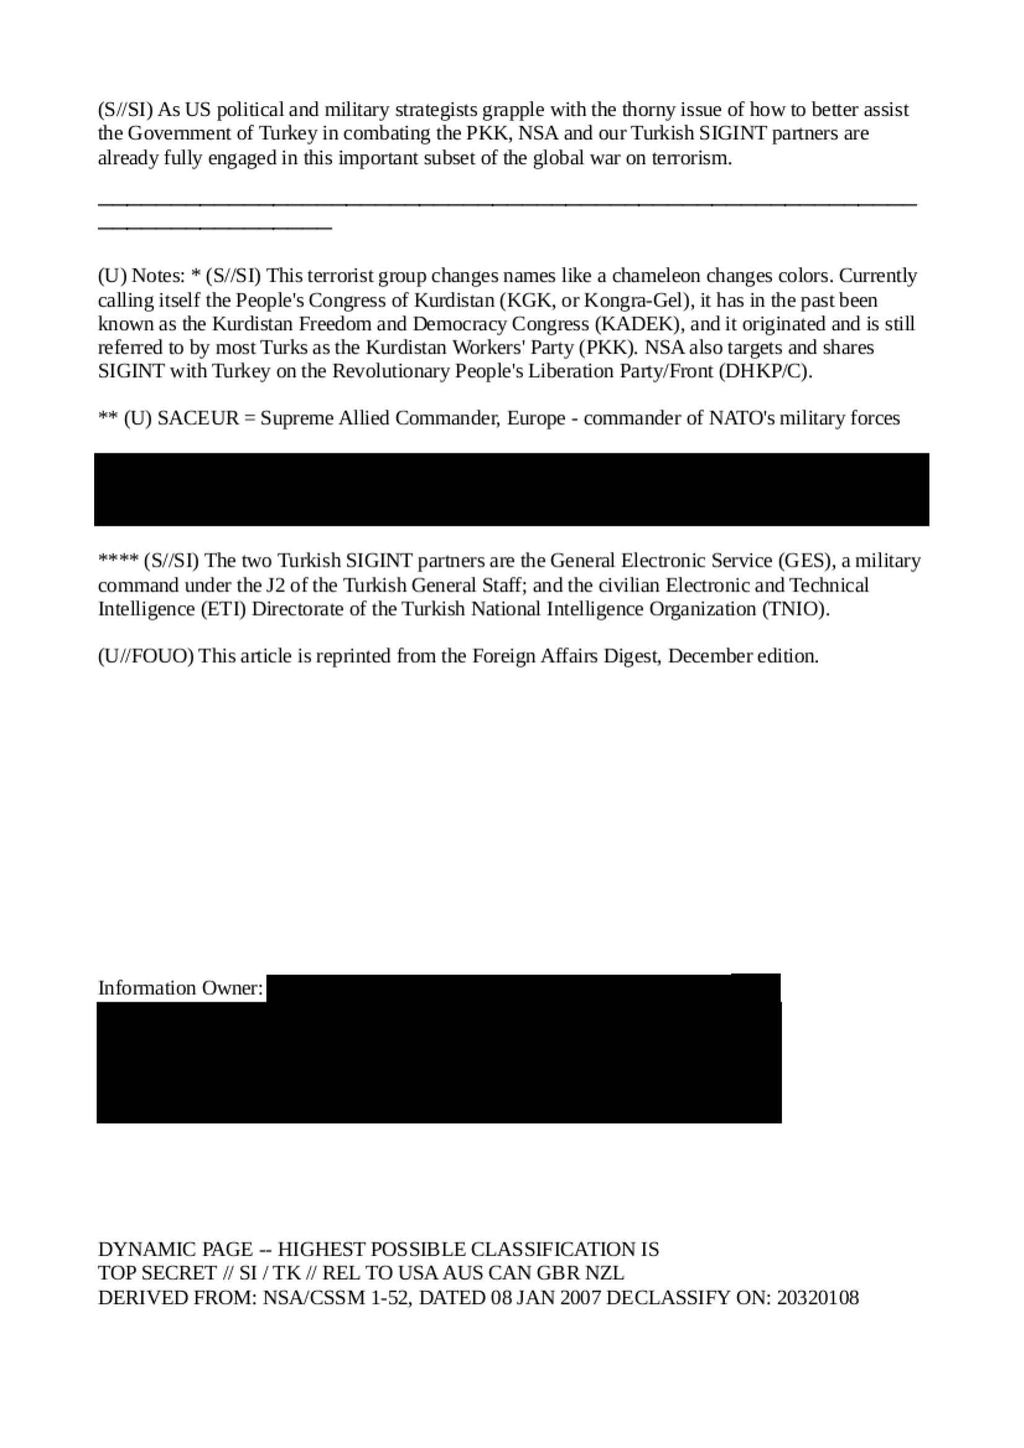 (S//SI) As US political and military strategists grapple with the thorny issue of how to better assist
the Government of Turkey in combating the PKK, NSA and our Turkish SIGINT partners are
already fully engaged in this important subset of the global war on terrorism.
(U) Notes: * (S//SI) This terrorist group changes names like a chameleon changes colors. Currently
calling itself the People's Congress of Kurdistan (KGK, or Kongra-Gel), it has in the past been
known as the Kurdistan Freedom and Democracy Congress (KADEK), and it originated and is still
referred to by most Turks as the Kurdistan Workers' Party (PKK). NSA also targets and shares
SIGINT with Turkey on the Revolutionary People's Liberation Party/Front (DHKP/C).
** (U) SACEUR = Supreme Allied Commander, Europe - commander of NATO's military forces
**** (S//SI) The two Turkish SIGINT partners are the General Electronic Service (GES), a military
command under the J2 of the Turkish General Staff; and the civilian Electronic and Technical
Intelligence (ETI) Directorate of the Turkish National Intelligence Organization (TNIO).
(U//FOUO) This article is reprinted from the Foreign Affairs Digest, December edition.
Information Owner:
DYNAMIC PAGE -- HIGHEST POSSIBLE CLASSIFICATION IS
TOP SECRET // SI / TK // REL TO USA AUS CAN GBR NZL
DERIVED FROM: NSA/CSSM 1-52, DATED 08 JAN 2007 DECLASSIFY ON: 20320108